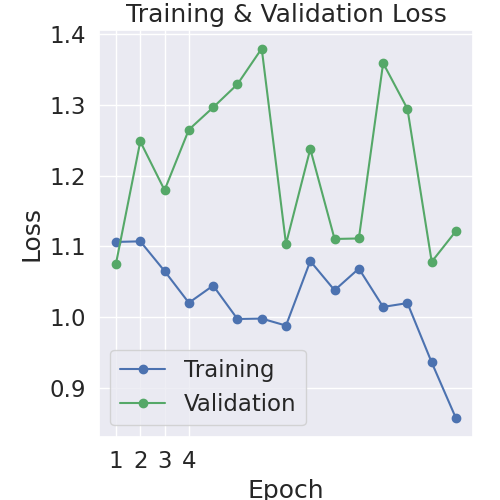 Training & Validation Loss
1.4
1.3
1.2
1.1
1.0
0.9
Loss
Training
Validation
1 2 3 4
Epoch